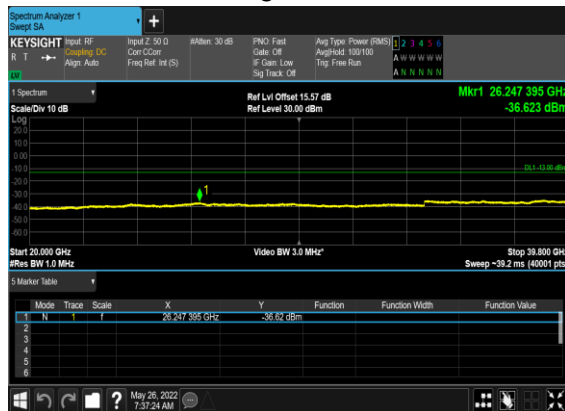 Spectrum Analyzer 1
Swept SA
+
KEYSIGHT Input: RF Input Z: 50 Ω #Atten: 30 dB PNO: Fast Avg Type: Power (RMS) 1 2 3 4 5 6
R T Coupling: DC Corr CCorr Gate: Off Avg|Hold: 100/100 A W W W W W
Align: Auto Freq Ref: Int (S) IF Gain: Low Trig: Free Run
LW Sig Track: Off A N N N N N
1 Spectrum Ref Lvl Offset 15.57 dB Mkr1 26.247 395 GHz
Scale/Div 10 dB Ref Level 30.00 dBm -36.623 dBm
Log
20.0
10.0
0.00
-10.0 DL1 -13.00 dBm
-20.0
-30.0 1
-40.0
-50.0
-60.0
Start 20.000 GHz Video BW 3.0 MHz* Stop 39.800 GHz
#Res BW 1.0 MHz Sweep ~39.2 ms (40001 pts
5 Marker Table
Mode Trace Scale X Y Function Function Width Function Value
1 N 1 f 26.247 395 GHz -36.62 dBm
2
3
4
5
6
? May 26, 2022
7:37:24 AM